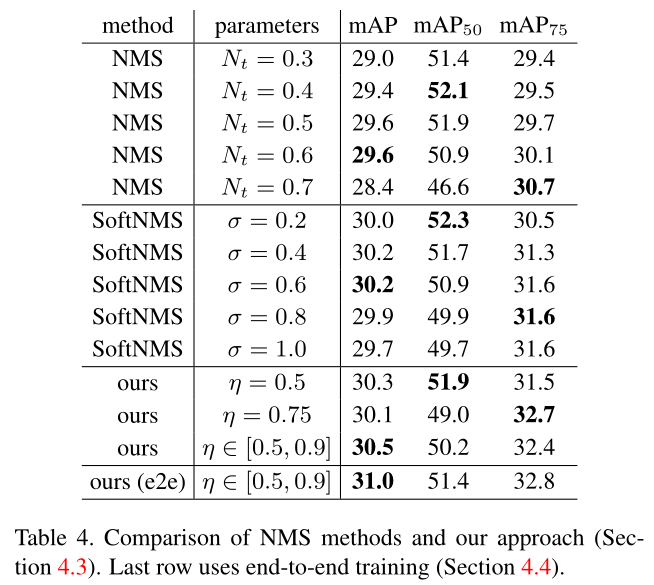 method parameters mAP mAP50 mAP75
NMS Nt = 0.3 29.0 51.4 29.4
NMS Nt = 0.4 29.4 52.1 29.5
NMS Nt = 0.5 29.6 51.9 29.7
NMS Nt = 0.6 29.6 50.9 30.1
NMS Nt = 0.7 28.4 46.6 30.7
SoftNMS σ = 0.2 30.0 52.3 30.5
SoftNMS σ = 0.4 30.2 51.7 31.3
SoftNMS σ = 0.6 30.2 50.9 31.6
SoftNMS σ = 0.8 29.9 49.9 31.6
SoftNMS σ = 1.0 29.7 49.7 31.6
ours η = 0.5 30.3 51.9 31.5
ours η = 0.75 30.1 49.0 32.7
ours η ∈ [0.5, 0.9] 30.5 50.2 32.4
ours (e2e) η ∈ [0.5, 0.9] 31.0 51.4 32.8
Table 4. Comparison of NMS methods and our approach (Sec-
tion 4.3). Last row uses end-to-end training (Section 4.4).